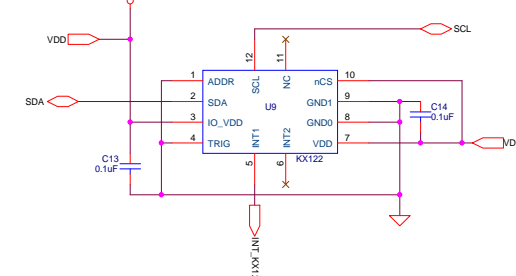 SCL
VDD
12
11
1
ADDR
SCL
NC
nCS
10
SDA
2
SDA
U9
GND1
9
C14
0.1uF
3
IO_VDD
GND0
8
4
TRIG
INT1
INT2
VDD
7
VD
C13
0.1uF
5
6
KX122